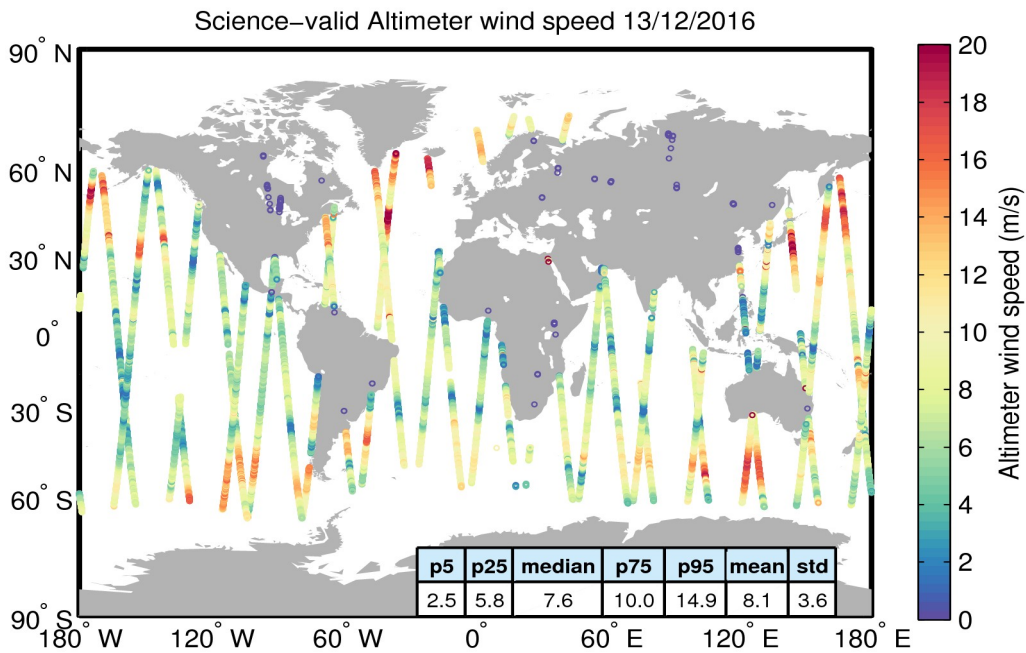 Science−valid Altimeter wind speed 13/12/2016
90° N
60° N
30° N
0°
30° S
60° S
90° S
180° W
120° W
60° W
0°
60° E
120° E
180° E
p5 p25 median p75 p95 mean std
2.5 5.8 7.6 10.0 14.9 8.1 3.6
20
18
16
14
12
10
8
6
4
2
0
Altimeter wind speed (m/s)